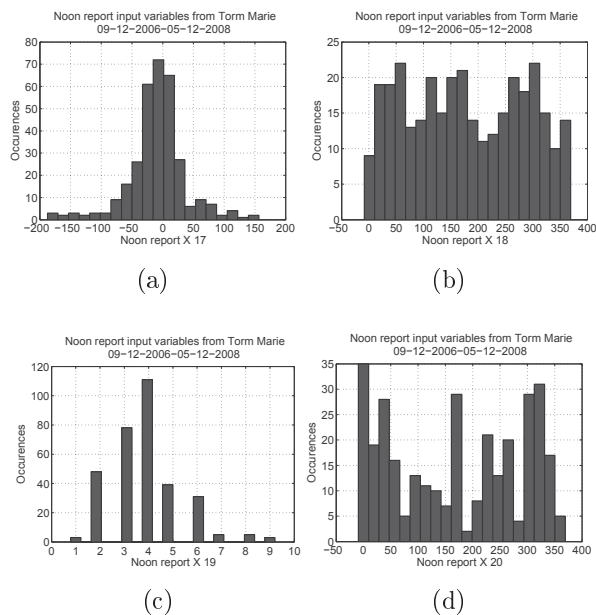 Noon report input variables from Torm Marie
09−12−2006−05−12−2008
80
70
60
50
40
30
20
10
0
Occurences
−200 −150 −100 −50 0 50 100 150 200
Noon report X 17
(a)
Noon report input variables from Torm Marie
09−12−2006−05−12−2008
25
20
15
10
5
0
Occurences
−50 0 50 100 150 200 250 300 350 400
Noon report X 18
(b)
Noon report input variables from Torm Marie
09−12−2006−05−12−2008
120
100
80
60
40
20
0
Occurences
0 1 2 3 4 5 6 7 8 9 10
Noon report X 19
(c)
Noon report input variables from Torm Marie
09−12−2006−05−12−2008
35
30
25
20
15
10
5
0
Occurences
−50 0 50 100 150 200 250 300 350 400
Noon report X 20
(d)